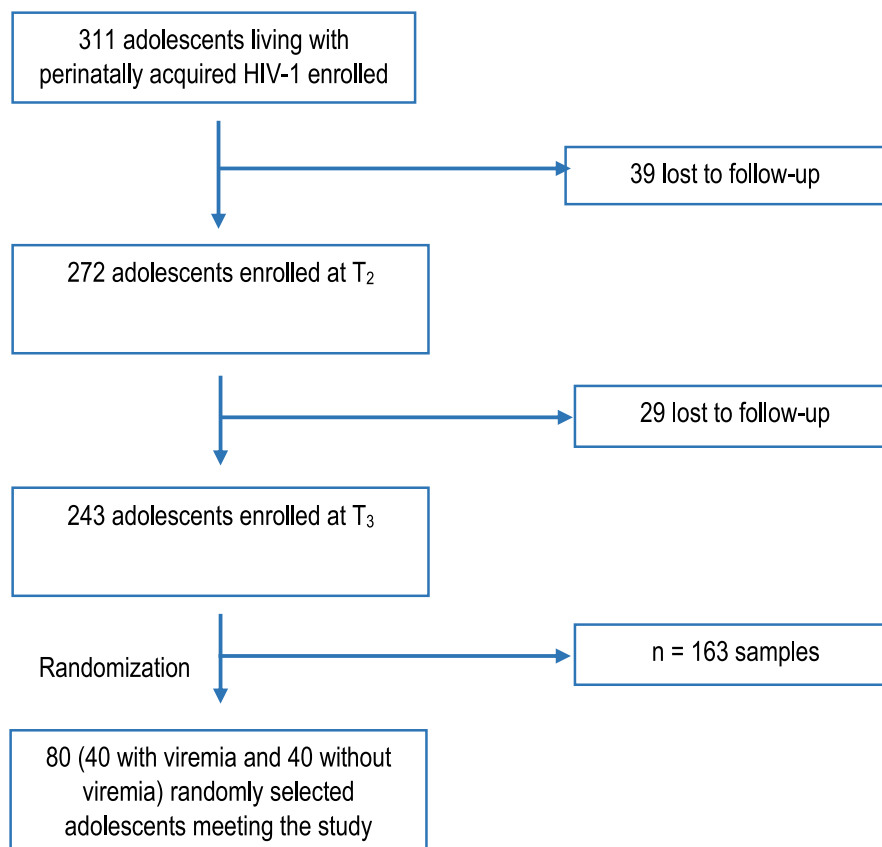 311 adolescents living with
perinatally acquired HIV-1 enrolled
39 lost to follow-up
272 adolescents enrolled at T₂
29 lost to follow-up
243 adolescents enrolled at T₃
n = 163 samples
Randomization
80 (40 with viremia and 40 without
viremia) randomly selected
adolescents meeting the study